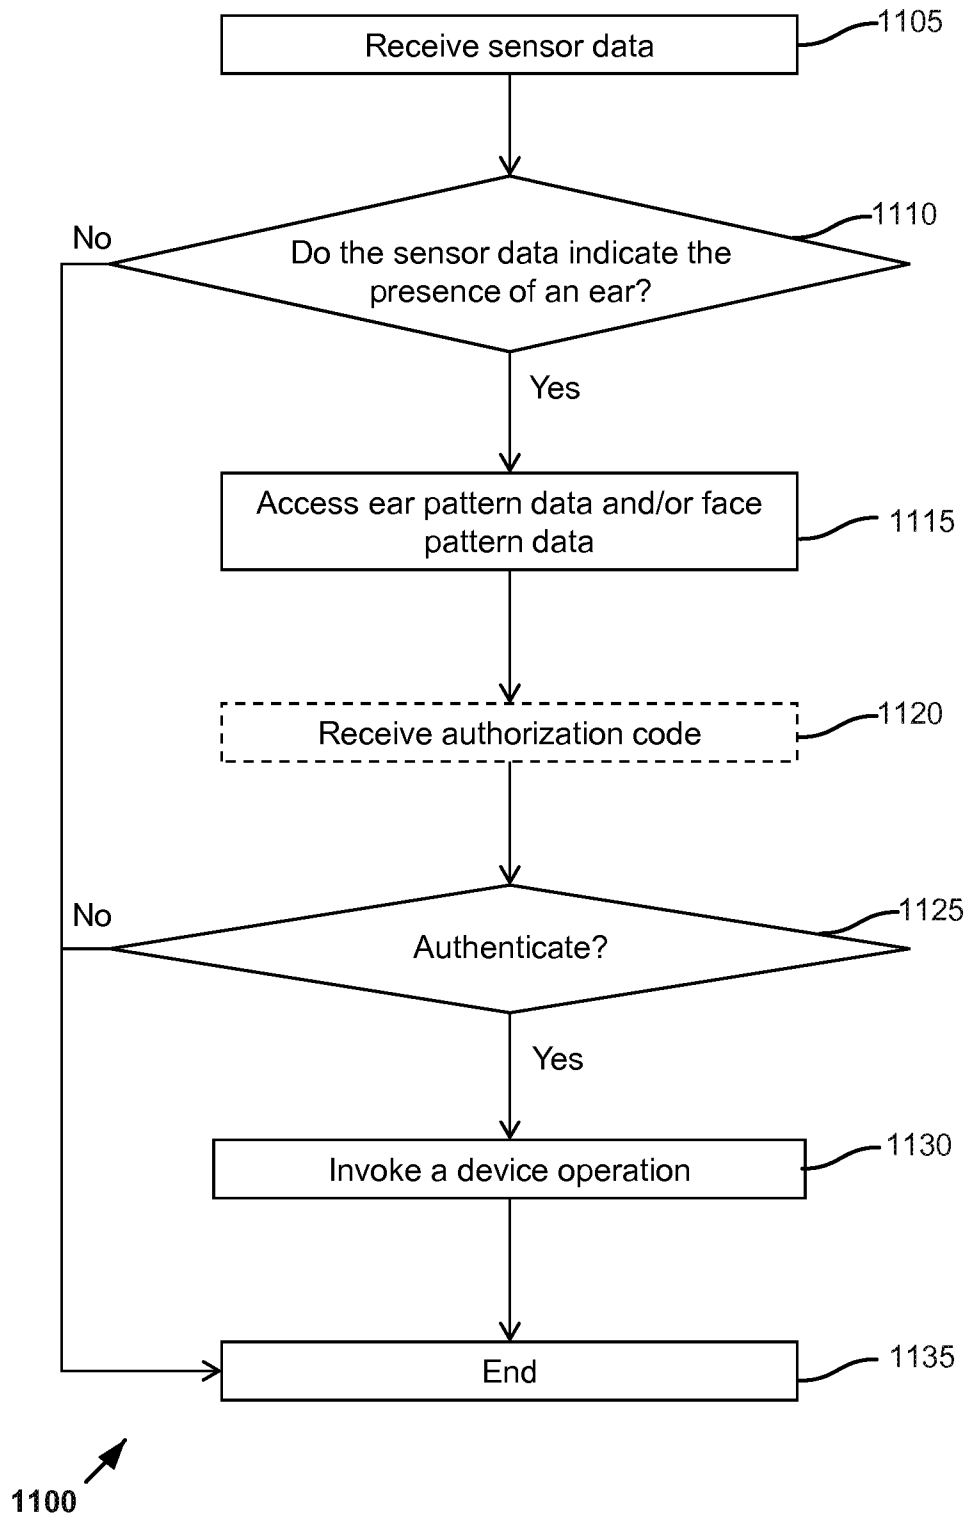 Receive sensor data
1105
1110
No
Do the sensor data indicate the
presence of an ear?
Yes
Access ear pattern data and/or face
pattern data
1115
Receive authorization code
1120
No
Authenticate?
1125
Yes
Invoke a device operation
1130
End
1135
1100